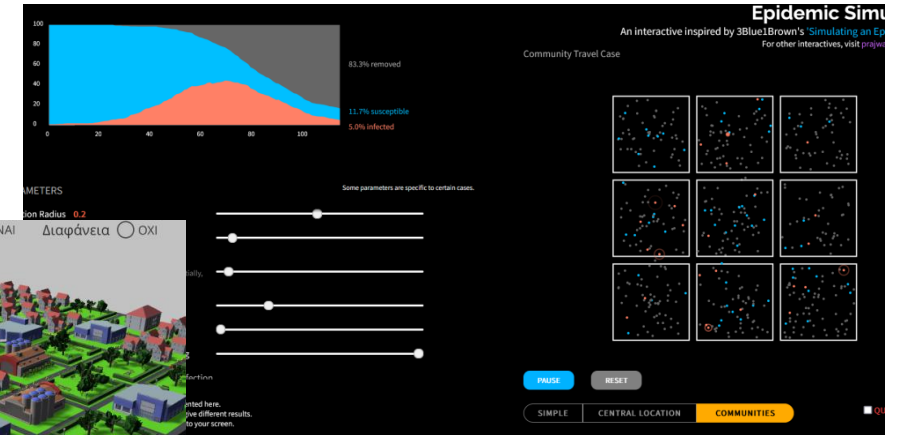 Epidemic Simu
An interactive inspired by 3Blue1Brown's 'Simulating an Ep
For other interactives, visit prajwa
Community Travel Case
100
80
60
40
20
0
0 20 40 60 80 100
83.3% removed
11.7% susceptible
5.0% infected
AMETERS
Some parameters are specific to certain cases.
ion Radius 0.2
ΝΑΙ Διαφάνεια ΟΧΙ
tially,
fection
ented here.
give different results.
to your screen.
PAUSE RESET
SIMPLE CENTRAL LOCATION COMMUNITIES
QU